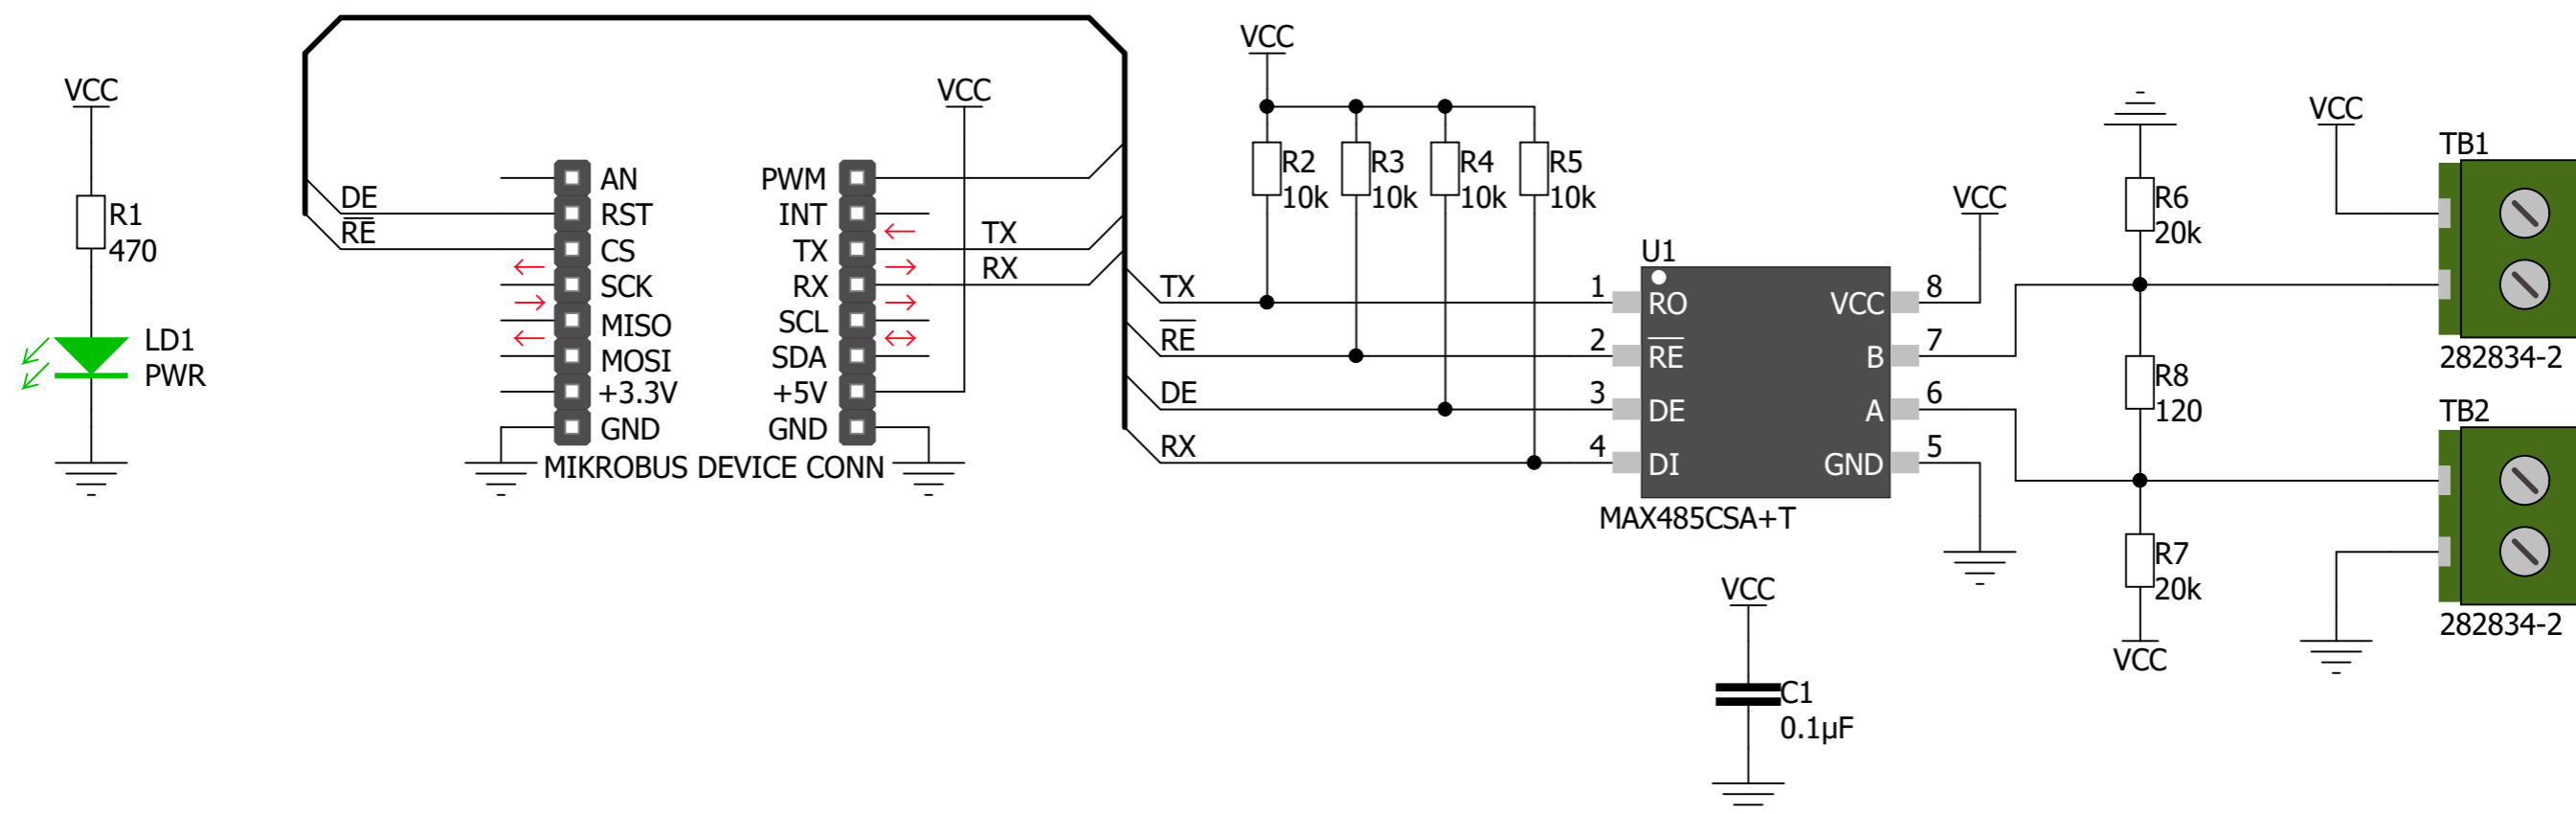 VCC
R1
470
LD1
PWR
DE
RE
AN
RST
CS
SCK
MISO
MOSI
+3.3V
GND
PWM
INT
TX
RX
SCL
SDA
+5V
GND
MIKROBUS DEVICE CONN
VCC
TX
RX
VCC
R2
10k
R3
10k
R4
10k
R5
10k
TX
RE
DE
RX
U1
1
2
3
4
RO
RE
DE
DI
VCC
B
A
GND
8
7
6
5
MAX485CSA+T
VCC
VCC
C1
0.1µF
R6
20k
R8
120
R7
20k
VCC
VCC
TB1
282834-2
TB2
282834-2